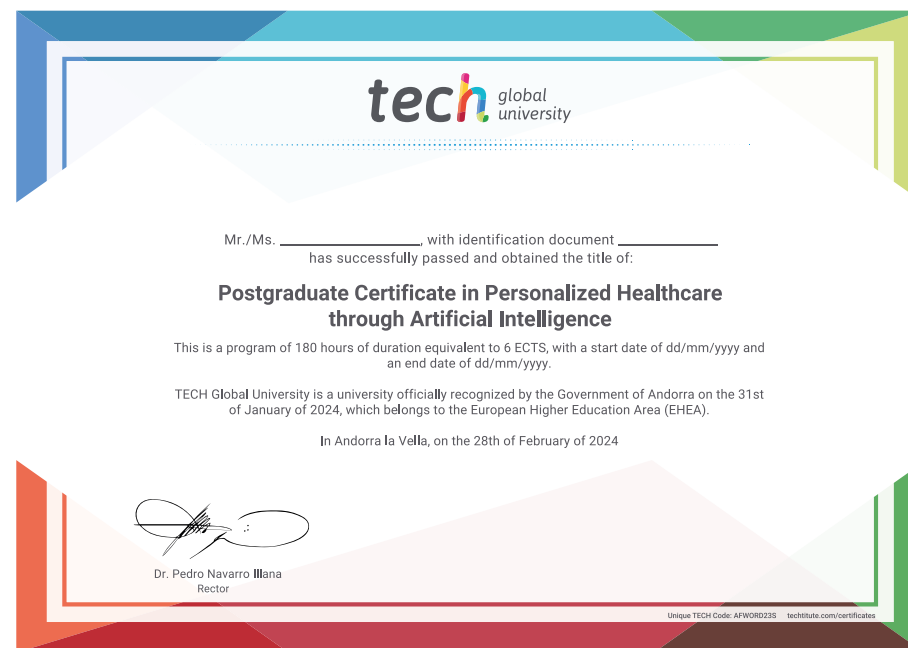 tech global university
Mr./Ms. ____________________, with identification document ______________
has successfully passed and obtained the title of:
Postgraduate Certificate in Personalized Healthcare
through Artificial Intelligence
This is a program of 180 hours of duration equivalent to 6 ECTS, with a start date of dd/mm/yyyy and
an end date of dd/mm/yyyy.
TECH Global University is a university officially recognized by the Government of Andorra on the 31st
of January of 2024, which belongs to the European Higher Education Area (EHEA).
In Andorra la Vella, on the 28th of February of 2024
Dr. Pedro Navarro Illana
Rector
Unique TECH Code: AFWORD23S techtitute.com/certificates